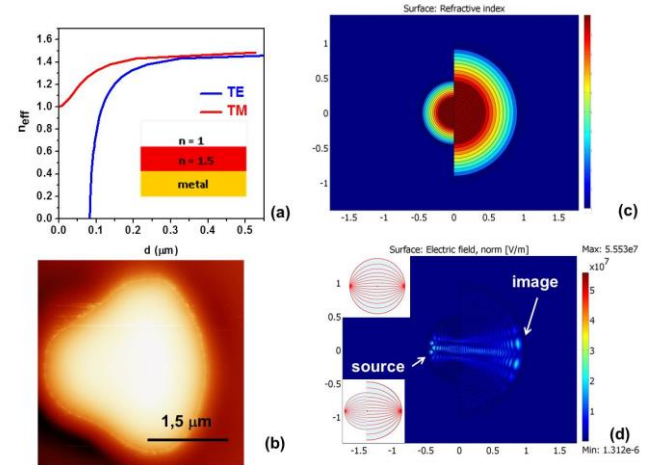 1.6
1.4
1.2
1.0
0.8
0.6
0.4
0.2
0.0
n_eff
TE
TM
n = 1
n = 1.5
metal
(a)
0.0 0.1 0.2 0.3 0.4 0.5
d (μm)
1,5 μm
(b)
Surface: Refractive index
1
0.5
0
-0.5
-1
-1.5 -1 -0.5 0 0.5 1 1.5
(c)
Surface: Electric field, norm [V/m]
Max: 5.553e7
×10⁷
1
0.5
0
-0.5
-1
source
image
5
4
3
2
1
-1.5 -1 -0.5 0 0.5 1 1.5
(d)
Min: 1.312e-6